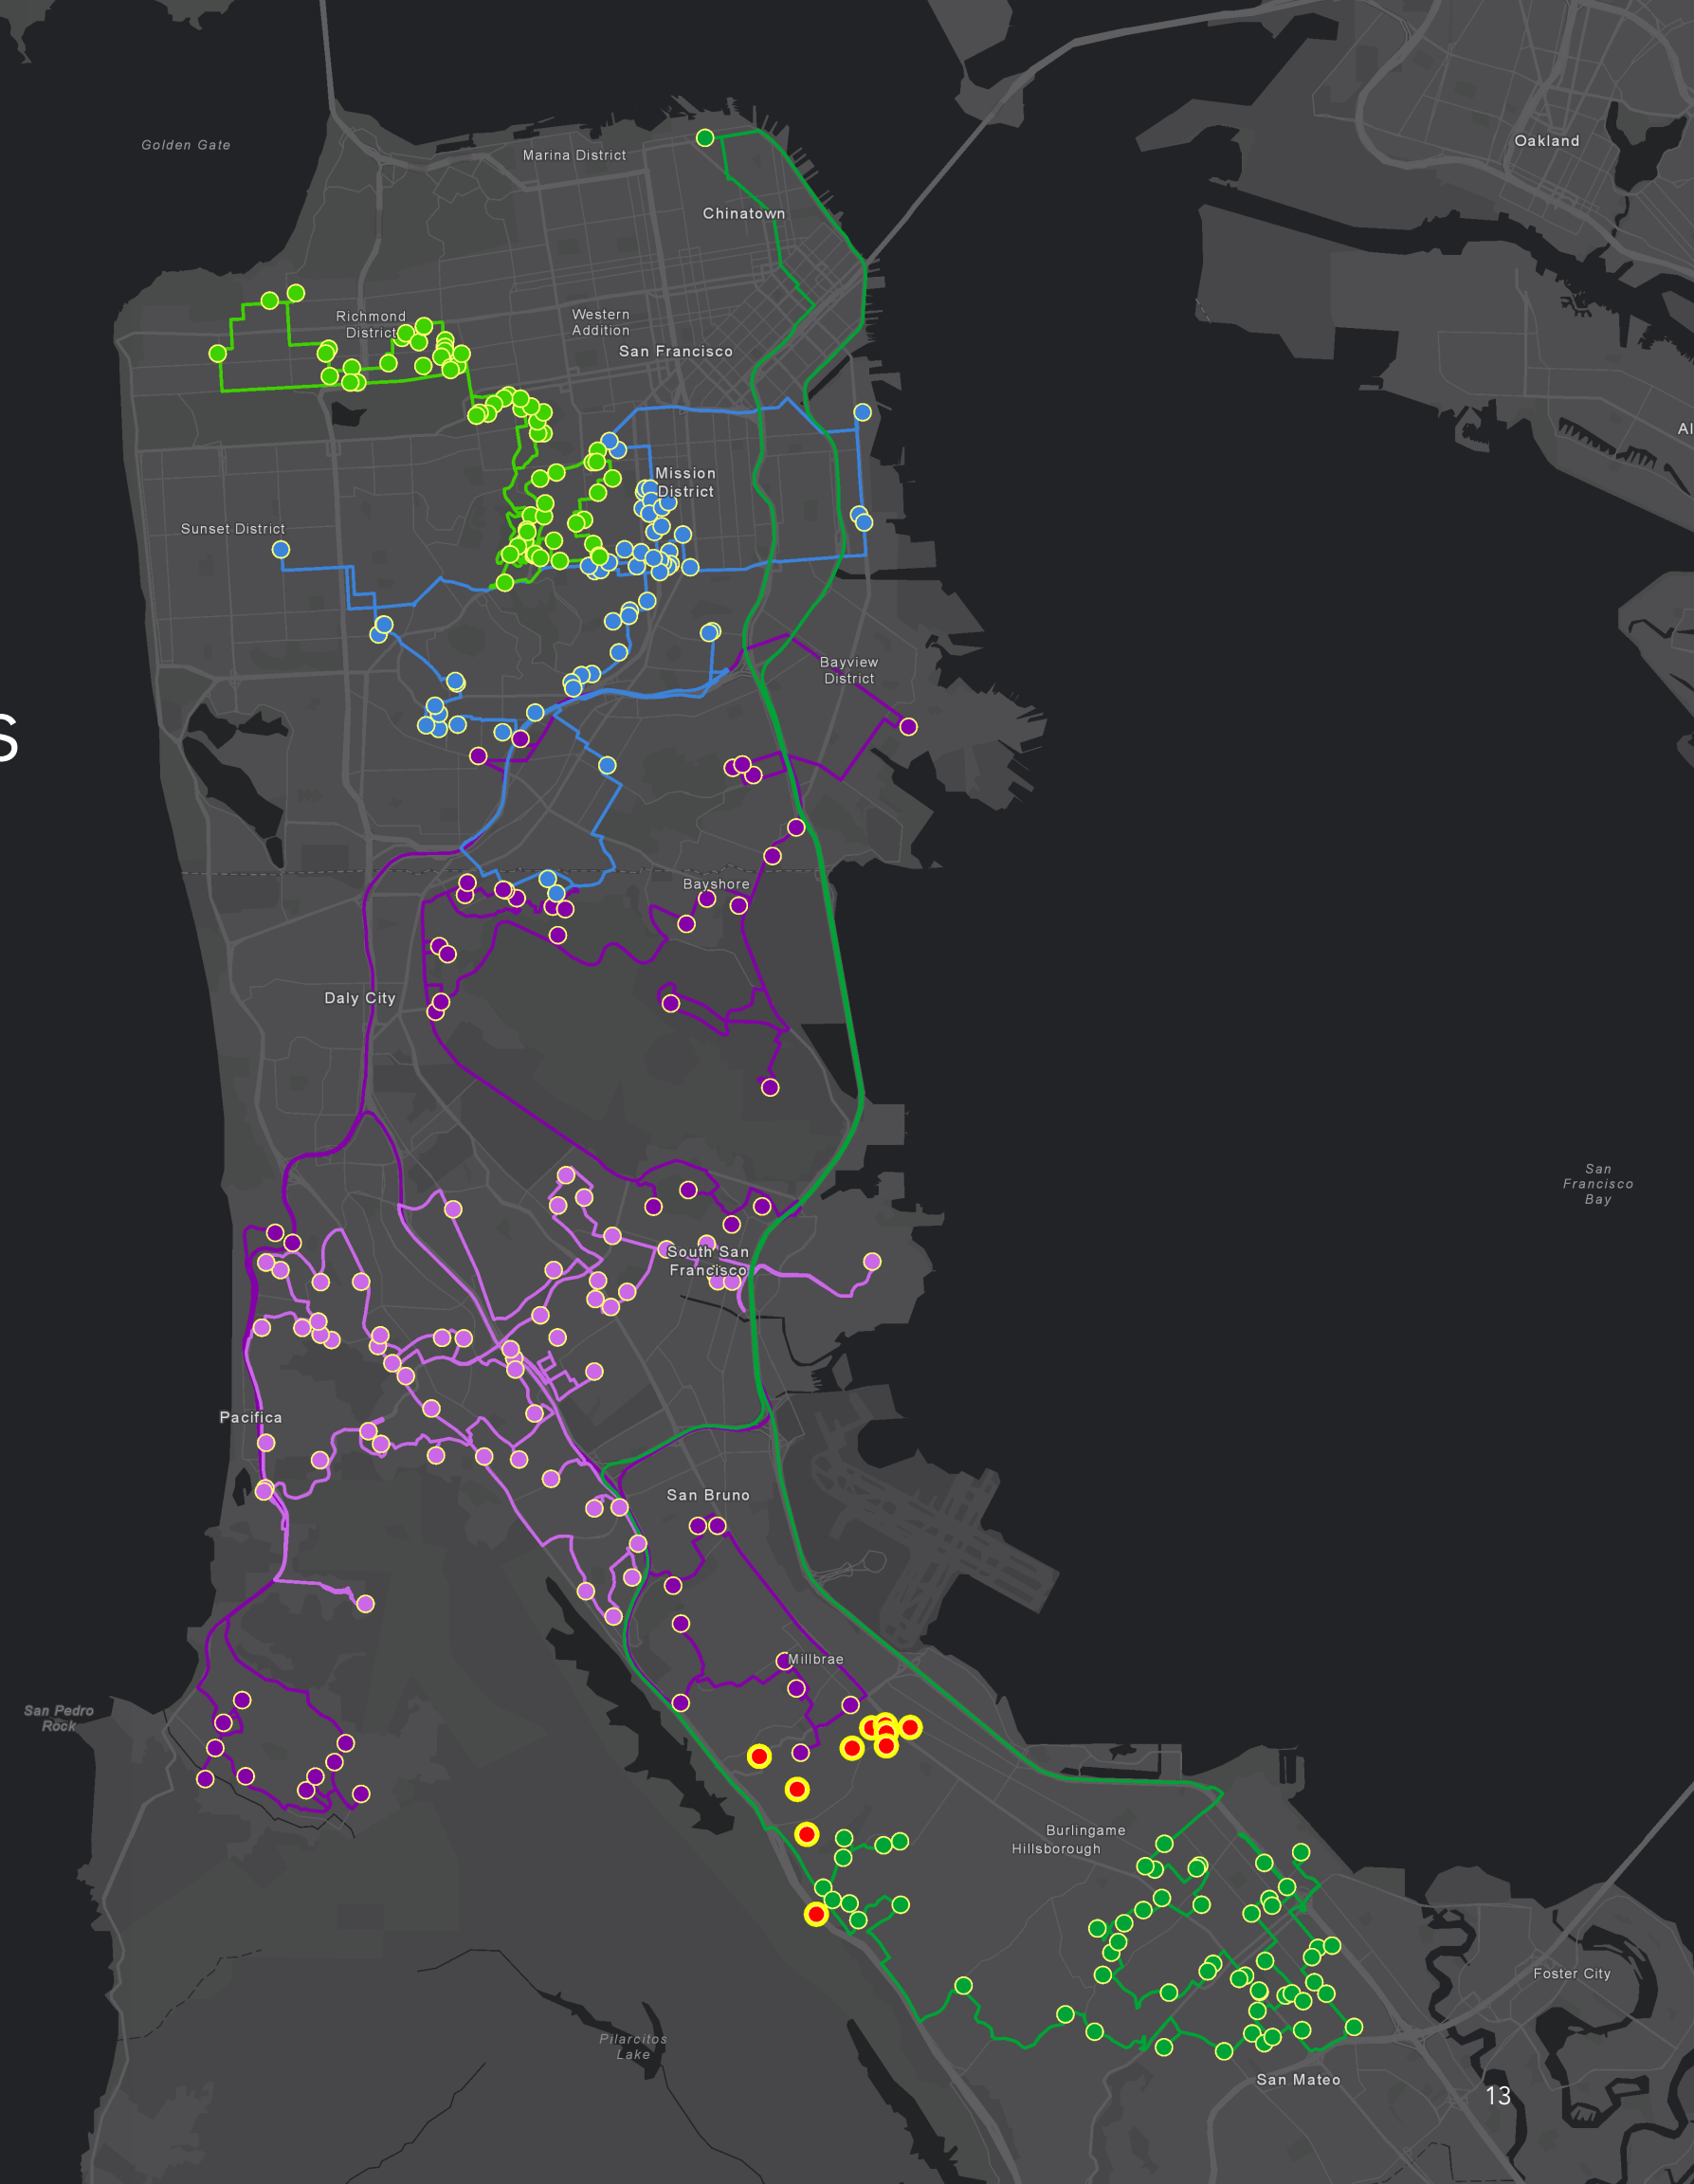 Golden Gate
Marina District
Oakland
Chinatown
Richmond
District
Western
Addition
San Francisco
Al
Mission
District
Sunset District
Bayview
District
s
Bayshore
Daly City
San
Francisco
Bay
South San
Francisco
Pacifica
San Bruno
Millbrae
San Pedro
Rock
Burlingame
Hillsborough
Foster City
Pilarcitos
Lake
San Mateo
13